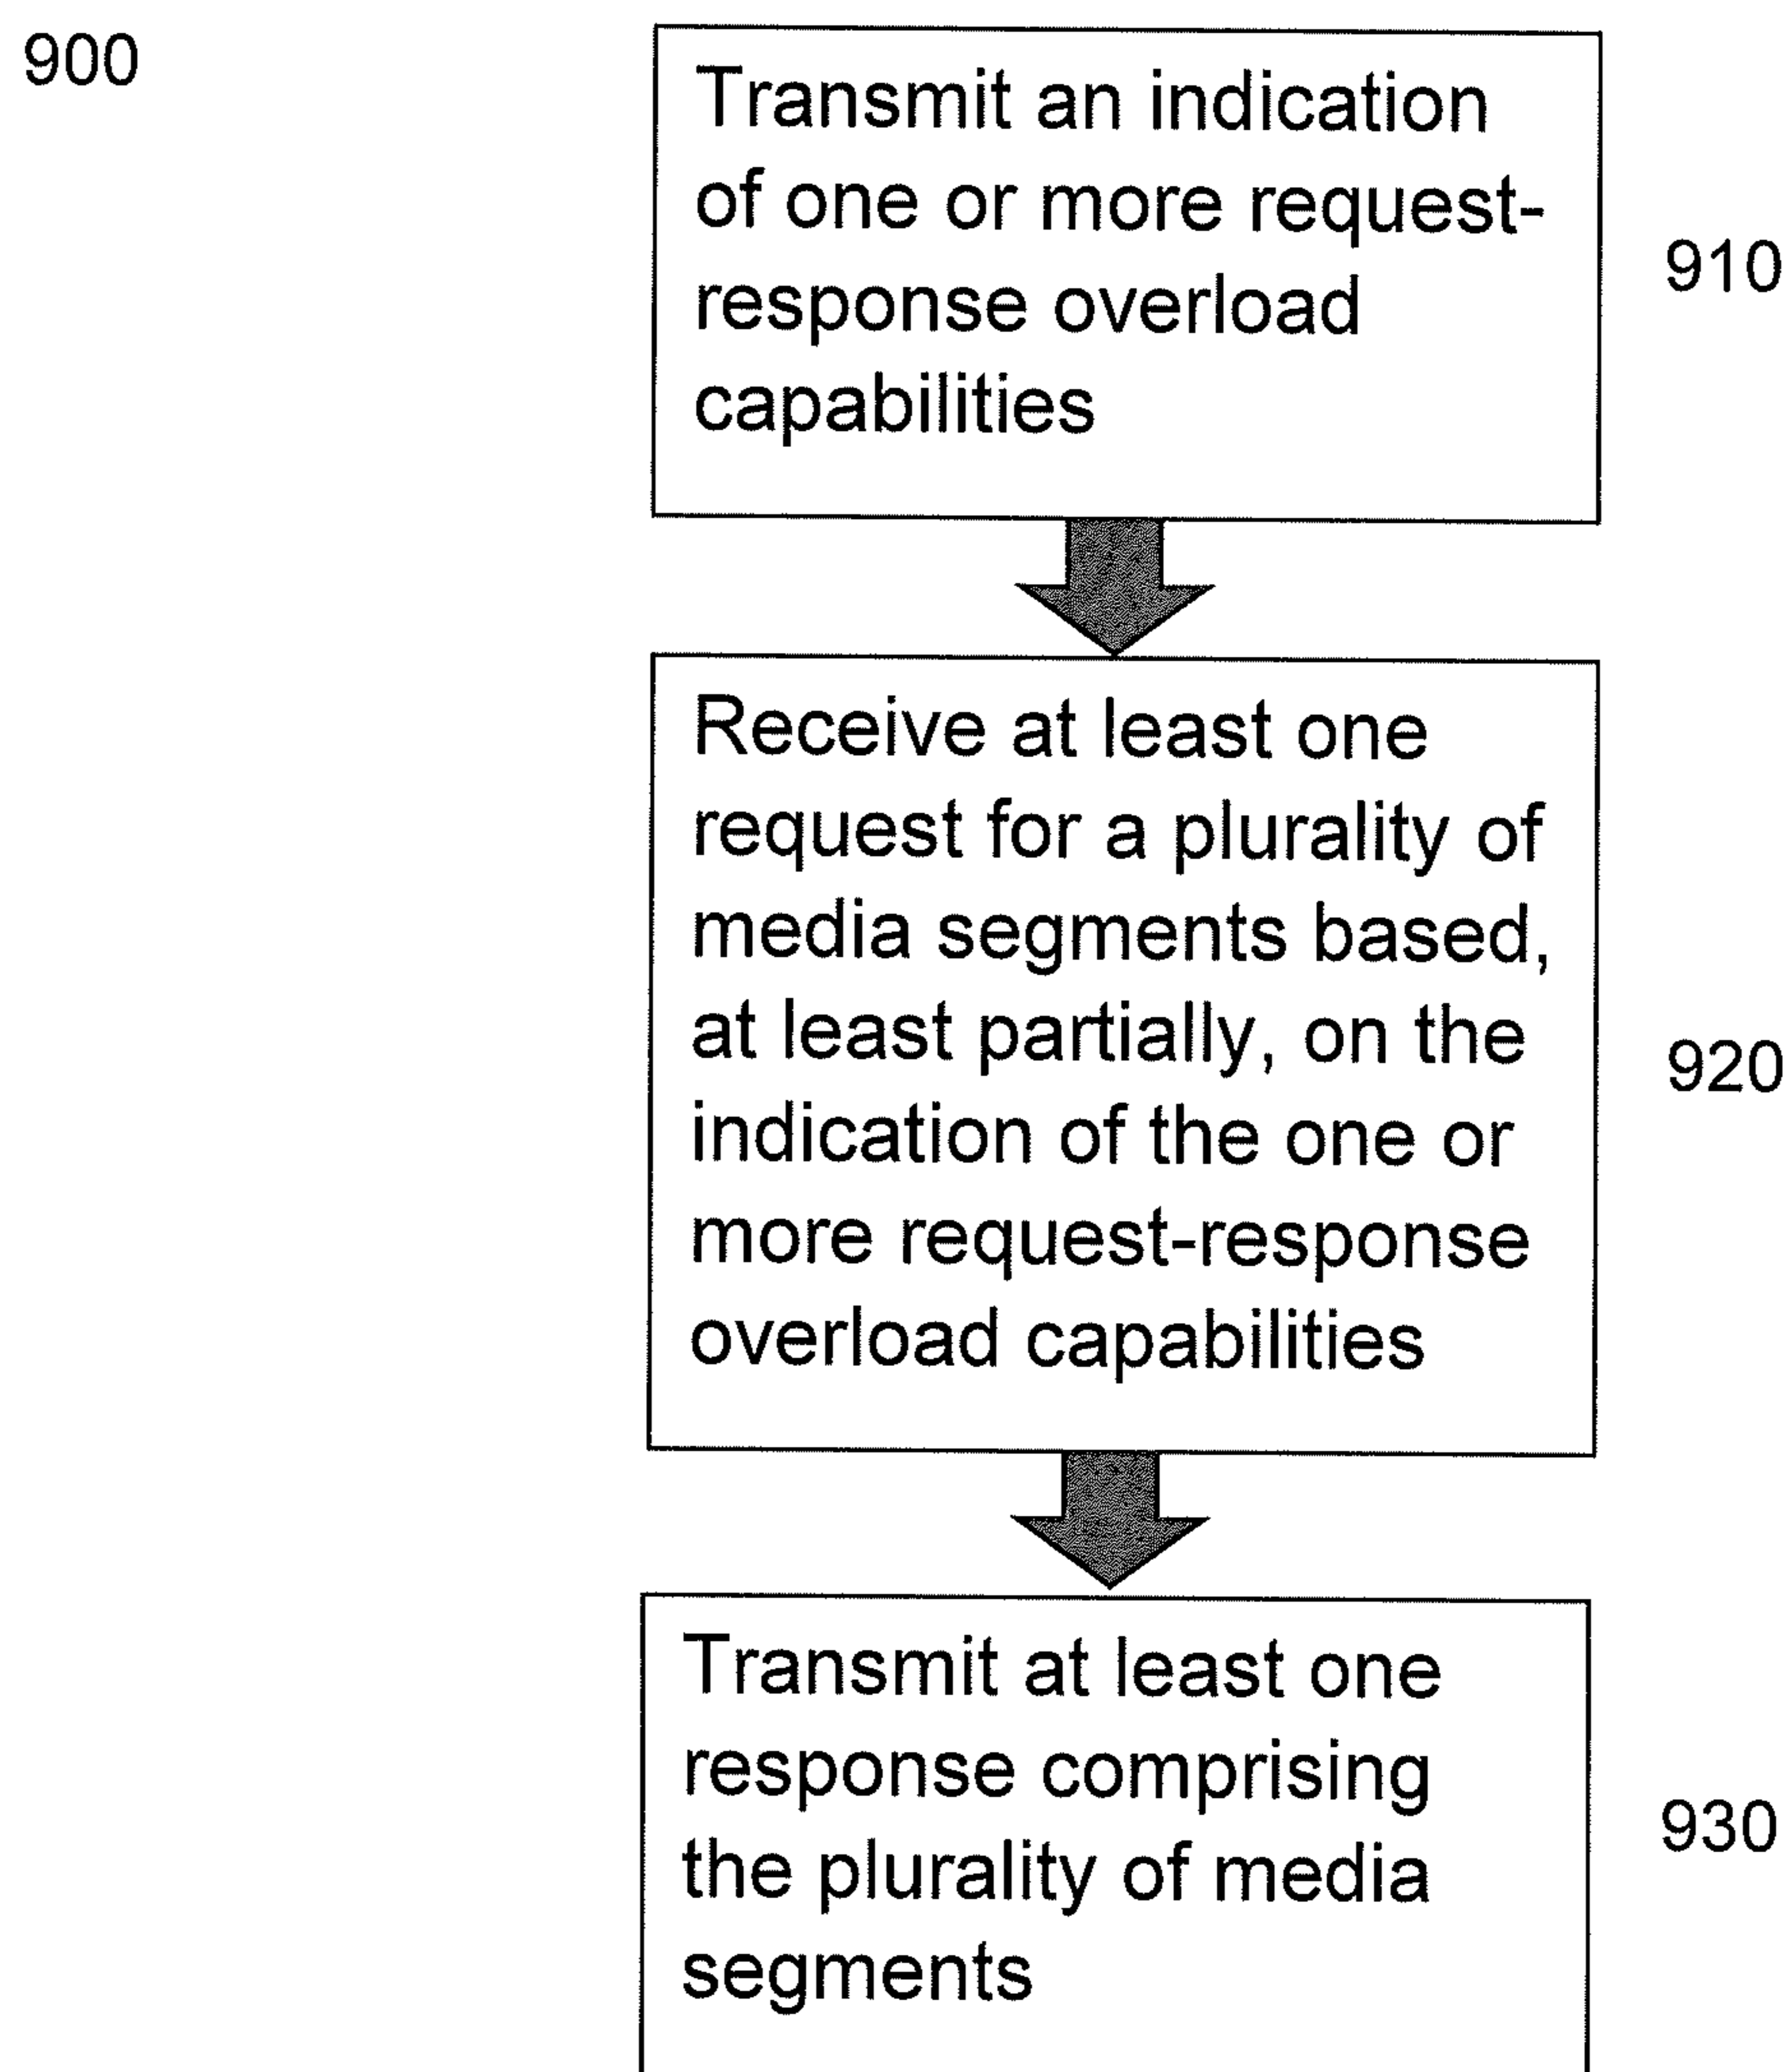 900
Transmit an indication
of one or more request-
response overload
capabilities
910
Receive at least one
request for a plurality of
media segments based,
at least partially, on the
indication of the one or
more request-response
overload capabilities
920
Transmit at least one
response comprising
the plurality of media
segments
930